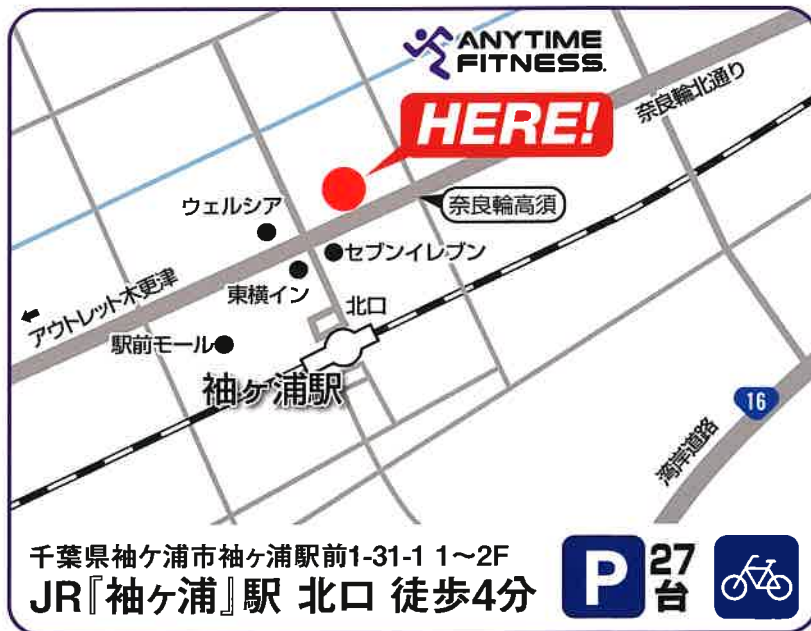 ANYTIME
FITNESS.
HERE!
奈良輪北通り
奈良輪高須
ウェルシア
セブンイレブン
東横イン
アウトレット木更津
北口
駅前モール
袖ヶ浦駅
16
湾岸道路
千葉県袖ケ浦市袖ヶ浦駅前1-31-1 1〜2F
JR『袖ヶ浦』駅 北口 徒歩4分
P 27台